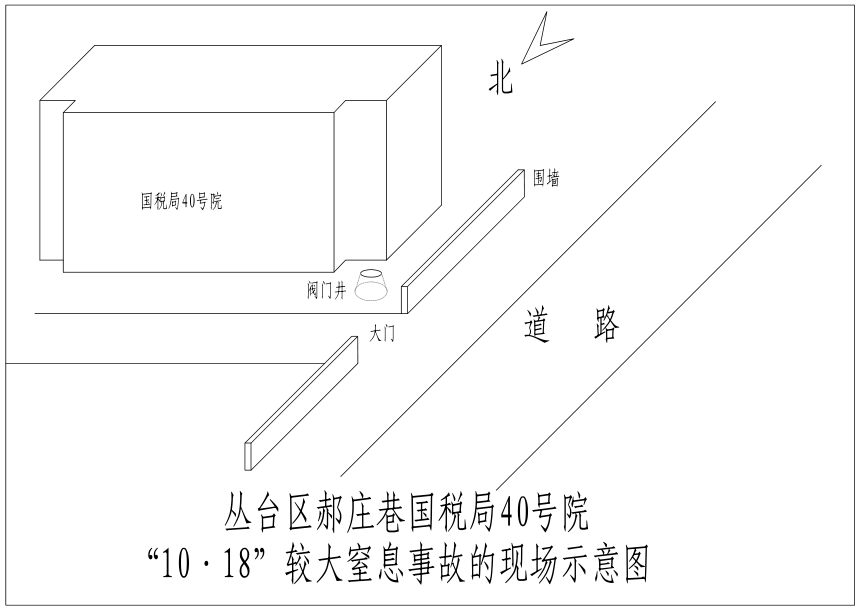 北
围墙
国税局40号院
阀门井
道路
大门
丛台区郝庄巷国税局40号院
“10·18”较大窒息事故的现场示意图